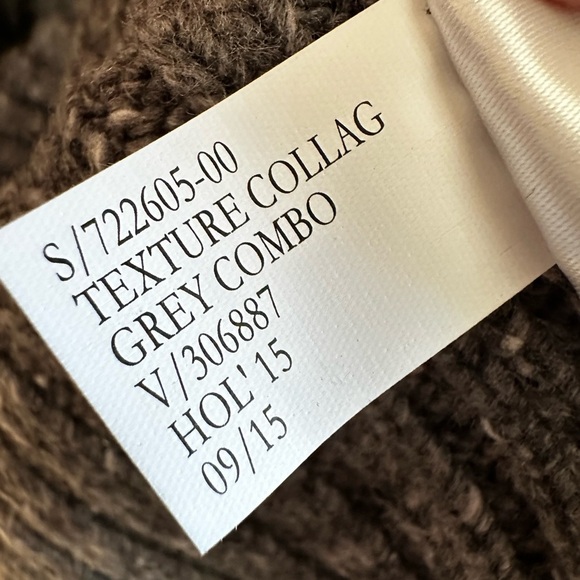 S/722605-00
TEXTURE COLLAG
GREY COMBO
V/306887
HOL' 15
09/15